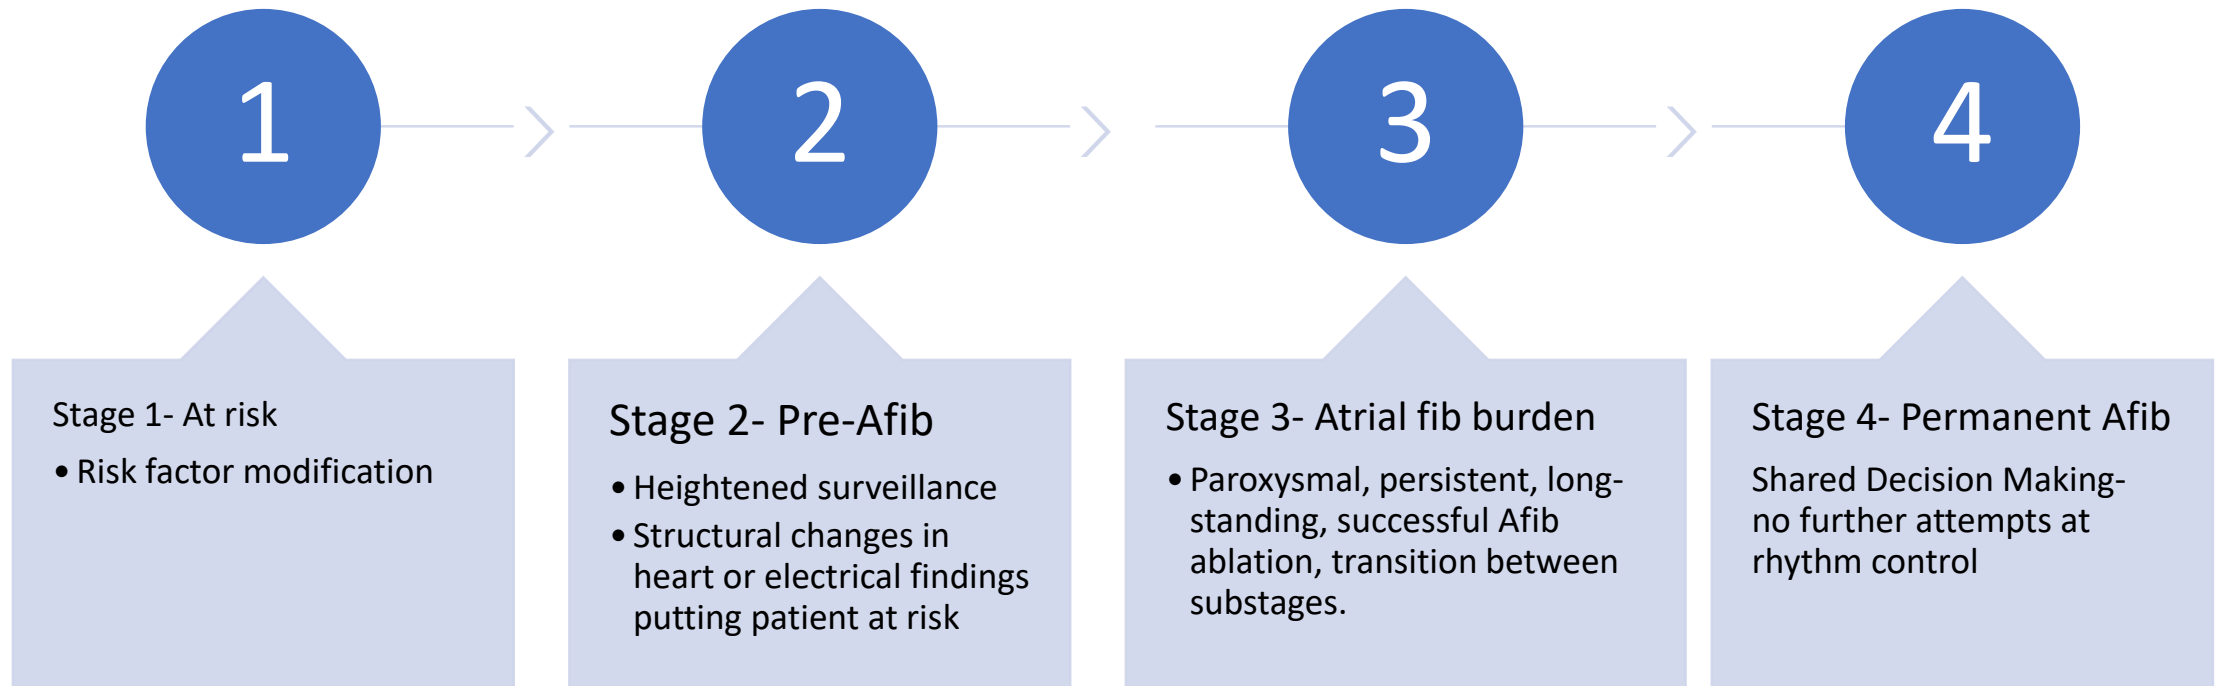 1
2
3
4
Stage 1- At risk
• Risk factor modification
Stage 2- Pre-Afib
• Heightened surveillance
• Structural changes in
heart or electrical findings
putting patient at risk
Stage 3- Atrial fib burden
• Paroxysmal, persistent, long-
standing, successful Afib
ablation, transition between
substages.
Stage 4- Permanent Afib
Shared Decision Making-
no further attempts at
rhythm control